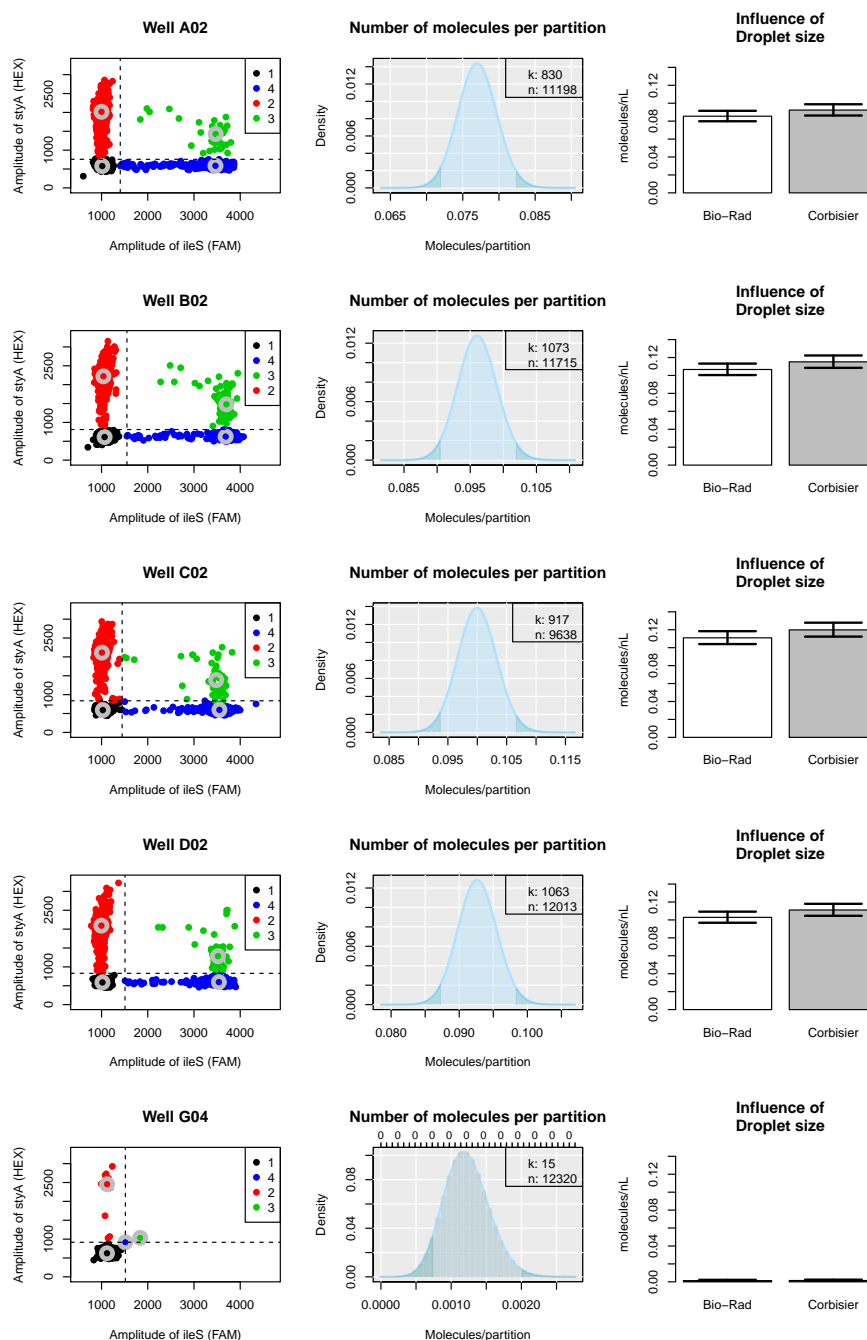 Well A02
Amplitude of styA (HEX)
0
1000
2500
1000
2000
3000
4000
Amplitude of ileS (FAM)
1
4
2
3
Number of molecules per partition
Density
0.000
0.006
0.012
k: 830
n: 11198
0.065
0.075
0.085
Molecules/partition
Influence of
Droplet size
molecules/nL
0.00
0.04
0.08
0.12
Bio−Rad
Corbisier
Well B02
Amplitude of styA (HEX)
0
1000
2500
1000
2000
3000
4000
Amplitude of ileS (FAM)
1
4
3
2
Number of molecules per partition
Density
0.000
0.006
0.012
k: 1073
n: 11715
0.085
0.095
0.105
Molecules/partition
Influence of
Droplet size
molecules/nL
0.00
0.04
0.08
0.12
Bio−Rad
Corbisier
Well C02
Amplitude of styA (HEX)
0
1000
2500
1000
2000
3000
4000
Amplitude of ileS (FAM)
1
4
2
3
Number of molecules per partition
Density
0.000
0.006
0.012
k: 917
n: 9638
0.085
0.095
0.105
0.115
Molecules/partition
Influence of
Droplet size
molecules/nL
0.00
0.04
0.08
0.12
Bio−Rad
Corbisier
Well D02
Amplitude of styA (HEX)
0
1000
2500
1000
2000
3000
4000
Amplitude of ileS (FAM)
1
4
2
3
Number of molecules per partition
Density
0.000
0.006
0.012
k: 1063
n: 12013
0.080
0.090
0.100
Molecules/partition
Influence of
Droplet size
molecules/nL
0.00
0.04
0.08
0.12
Bio−Rad
Corbisier
Well G04
Amplitude of styA (HEX)
0
1000
2500
1000
2000
3000
4000
Amplitude of ileS (FAM)
1
4
2
3
Number of molecules per partition
0 0 0 0 0 0 0 0 0 0 0
Density
0.00
0.04
0.08
k: 15
n: 12320
0.0000
0.0010
0.0020
Molecules/partition
Influence of
Droplet size
molecules/nL
0.00
0.04
0.08
0.12
Bio−Rad
Corbisier